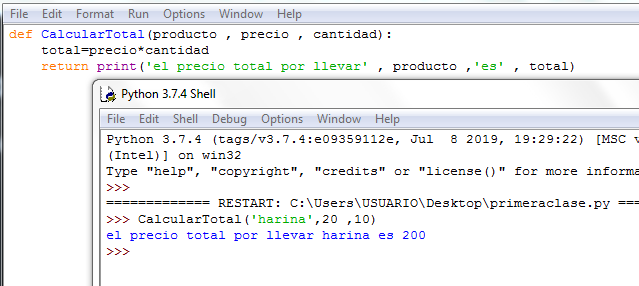 File Edit Format Run Options Window Help
def CalcularTotal(producto , precio , cantidad):
total=precio*cantidad
return print('el precio total por llevar' , producto ,'es' , total)
Python 3.7.4 Shell
File Edit Shell Debug Options Window Help
Python 3.7.4 (tags/v3.7.4:e09359112e, Jul 8 2019, 19:29:22) [MSC
(Intel)] on win32
Type "help", "copyright", "credits" or "license()" for more
>>>
============= RESTART: C:\Users\USUARIO\Desktop\primeraclase.py ===
>>> CalcularTotal('harina',20 ,10)
el precio total por llevar harina es 200
>>>